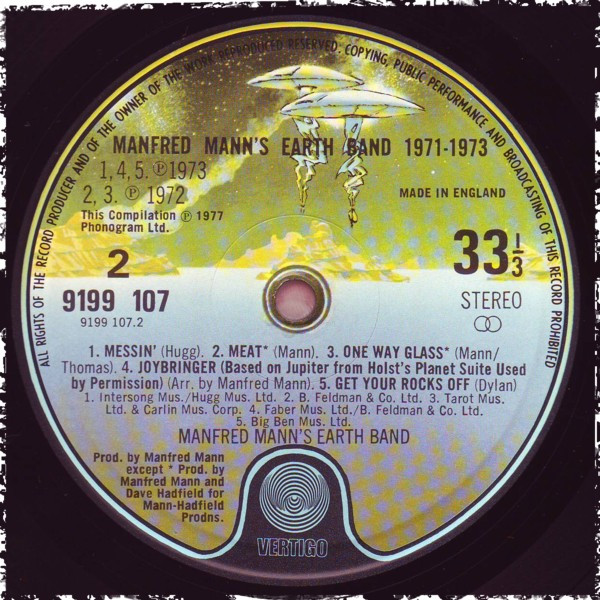 ALL RIGHTS OF THE RECORD PRODUCER AND OF THE OWNER OF THE WORK REPRODUCED RESERVED. COPYING, PUBLIC PERFORMANCE AND BROADCASTING OF THIS RECORD PROHIBITED
MANFRED MANN'S EARTH BAND 1971-1973
1, 4, 5. Ⓟ 1973
2, 3. Ⓟ 1972
MADE IN ENGLAND
This Compilation Ⓟ 1977
Phonogram Ltd.
2
33 1/3
9199 107
STEREO
9199 107.2
1. MESSIN' (Hugg). 2. MEAT* (Mann). 3. ONE WAY GLASS* (Mann/
Thomas). 4. JOYBRINGER (Based on Jupiter from Holst's Planet Suite Used
by Permission) (Arr. by Manfred Mann). 5. GET YOUR ROCKS OFF (Dylan)
1. Intersong Mus./Hugg Mus. Ltd. 2. B. Feldman & Co. Ltd. 3. Tarot Mus.
Ltd. & Carlin Mus. Corp. 4. Faber Mus. Ltd./B. Feldman & Co. Ltd.
5. Big Ben Mus. Ltd.
MANFRED MANN'S EARTH BAND
Prod. by Manfred Mann
except * Prod. by
Manfred Mann and
Dave Hadfield for
Mann-Hadfield
Prodns.
VERTIGO